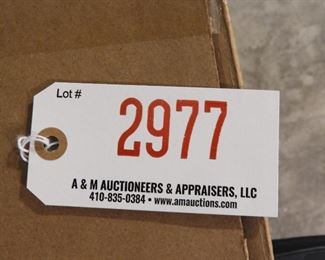 Lot #
2977
A & M AUCTIONEERS & APPRAISERS, LLC
410-835-0384 • www.amauctions.com